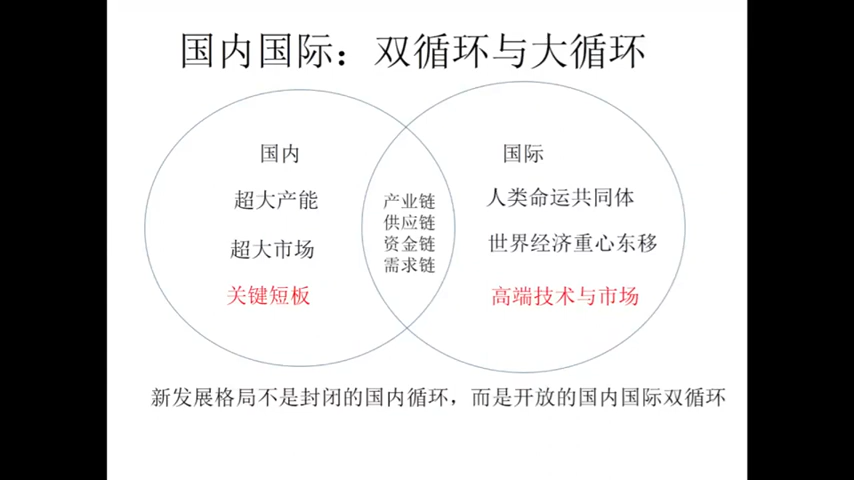 国内国际：双循环与大循环
国内
超大产能
超大市场
关键短板
产业链
供应链
资金链
需求链
国际
人类命运共同体
世界经济重心东移
高端技术与市场
新发展格局不是封闭的国内循环，而是开放的国内国际双循环